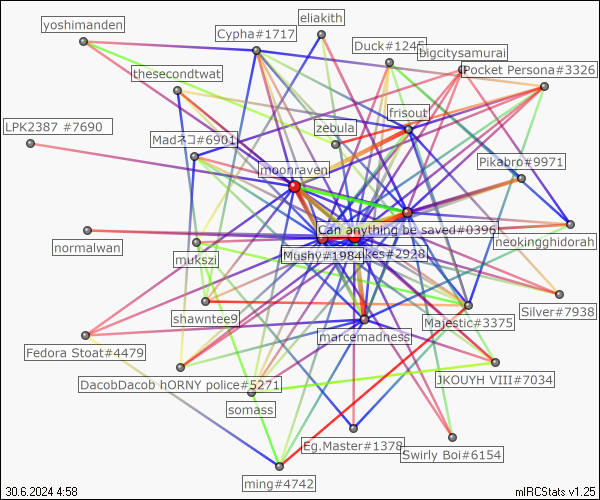 eliakith
yoshimanden
Cypha#1717
Duck#1245
bigcitysamurai
thesecondtwat
Pocket Persona#3326
frisout
LPK2387 #7690
zebula
Madネコ#6901
moonraven
Pikabro#9971
Can anything be saved#0396
normalwan
neokingghidorah
mukszi
Mushy#1984
kes#2928
Silver#7938
shawntee9
Majestic#3375
marcemadness
Fedora Stoat#4479
DacobDacob hORNY police#5271
JKOUYH VIII#7034
somass
Eg.Master#1378
Swirly Boi#6154
ming#4742
30.6.2024 4:58
mIRCStats v1.25